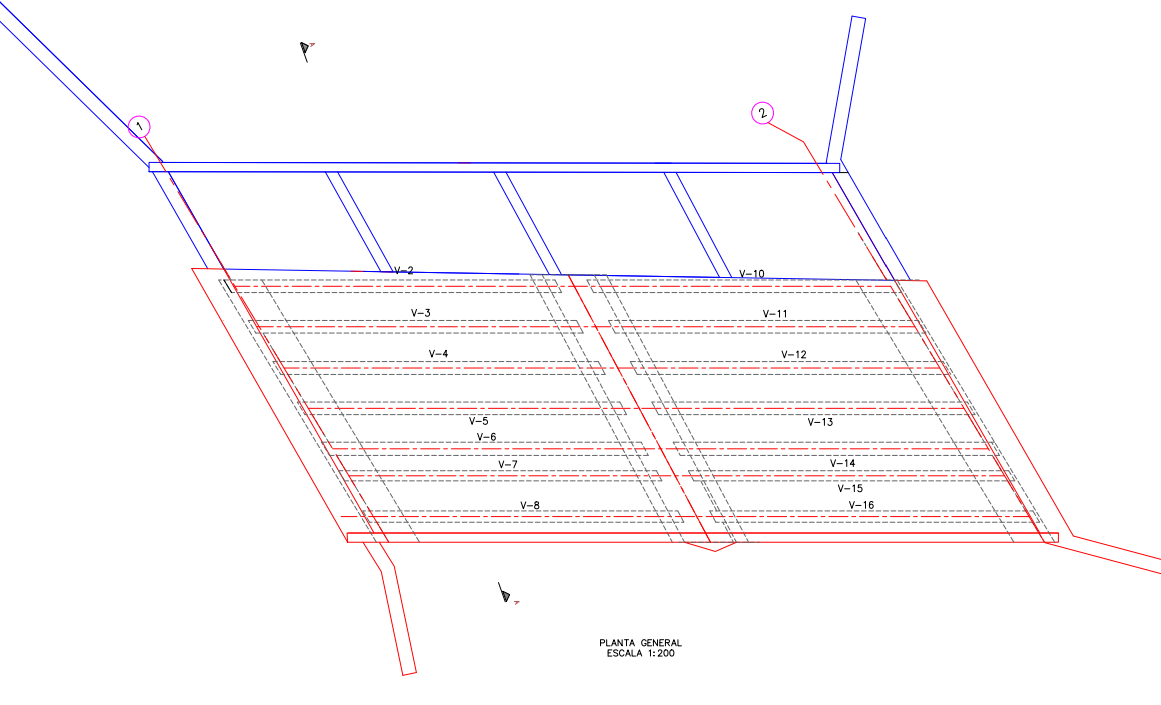 1
2
V-2
V-10
V-3
V-11
V-4
V-12
V-5
V-13
V-6
V-7
V-14
V-15
V-8
V-16
PLANTA GENERAL
ESCALA 1:200